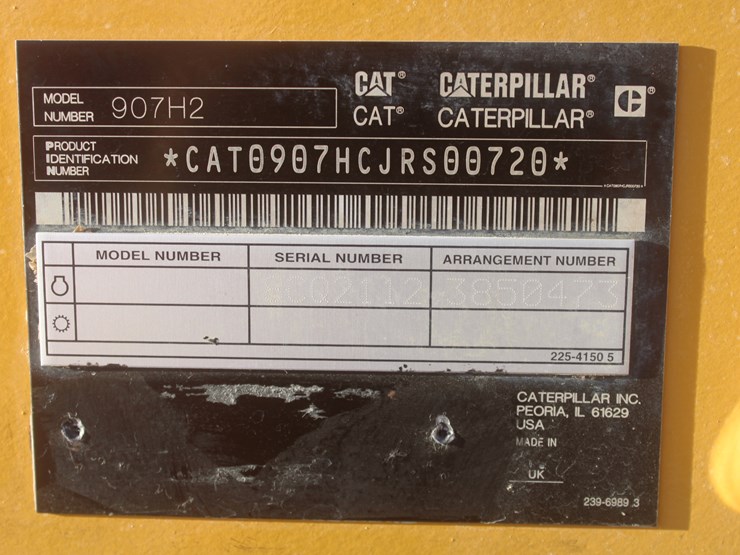 CAT® CATERPILLAR®
CAT® CATERPILLAR®
MODEL NUMBER 907H2
PRODUCT IDENTIFICATION NUMBER *CAT0907HCJRS00720*
MODEL NUMBER SERIAL NUMBER ARRANGEMENT NUMBER
3850473
225-4150 5
CATERPILLAR INC.
PEORIA, IL 61629
USA
MADE IN
UK
239-6989 3